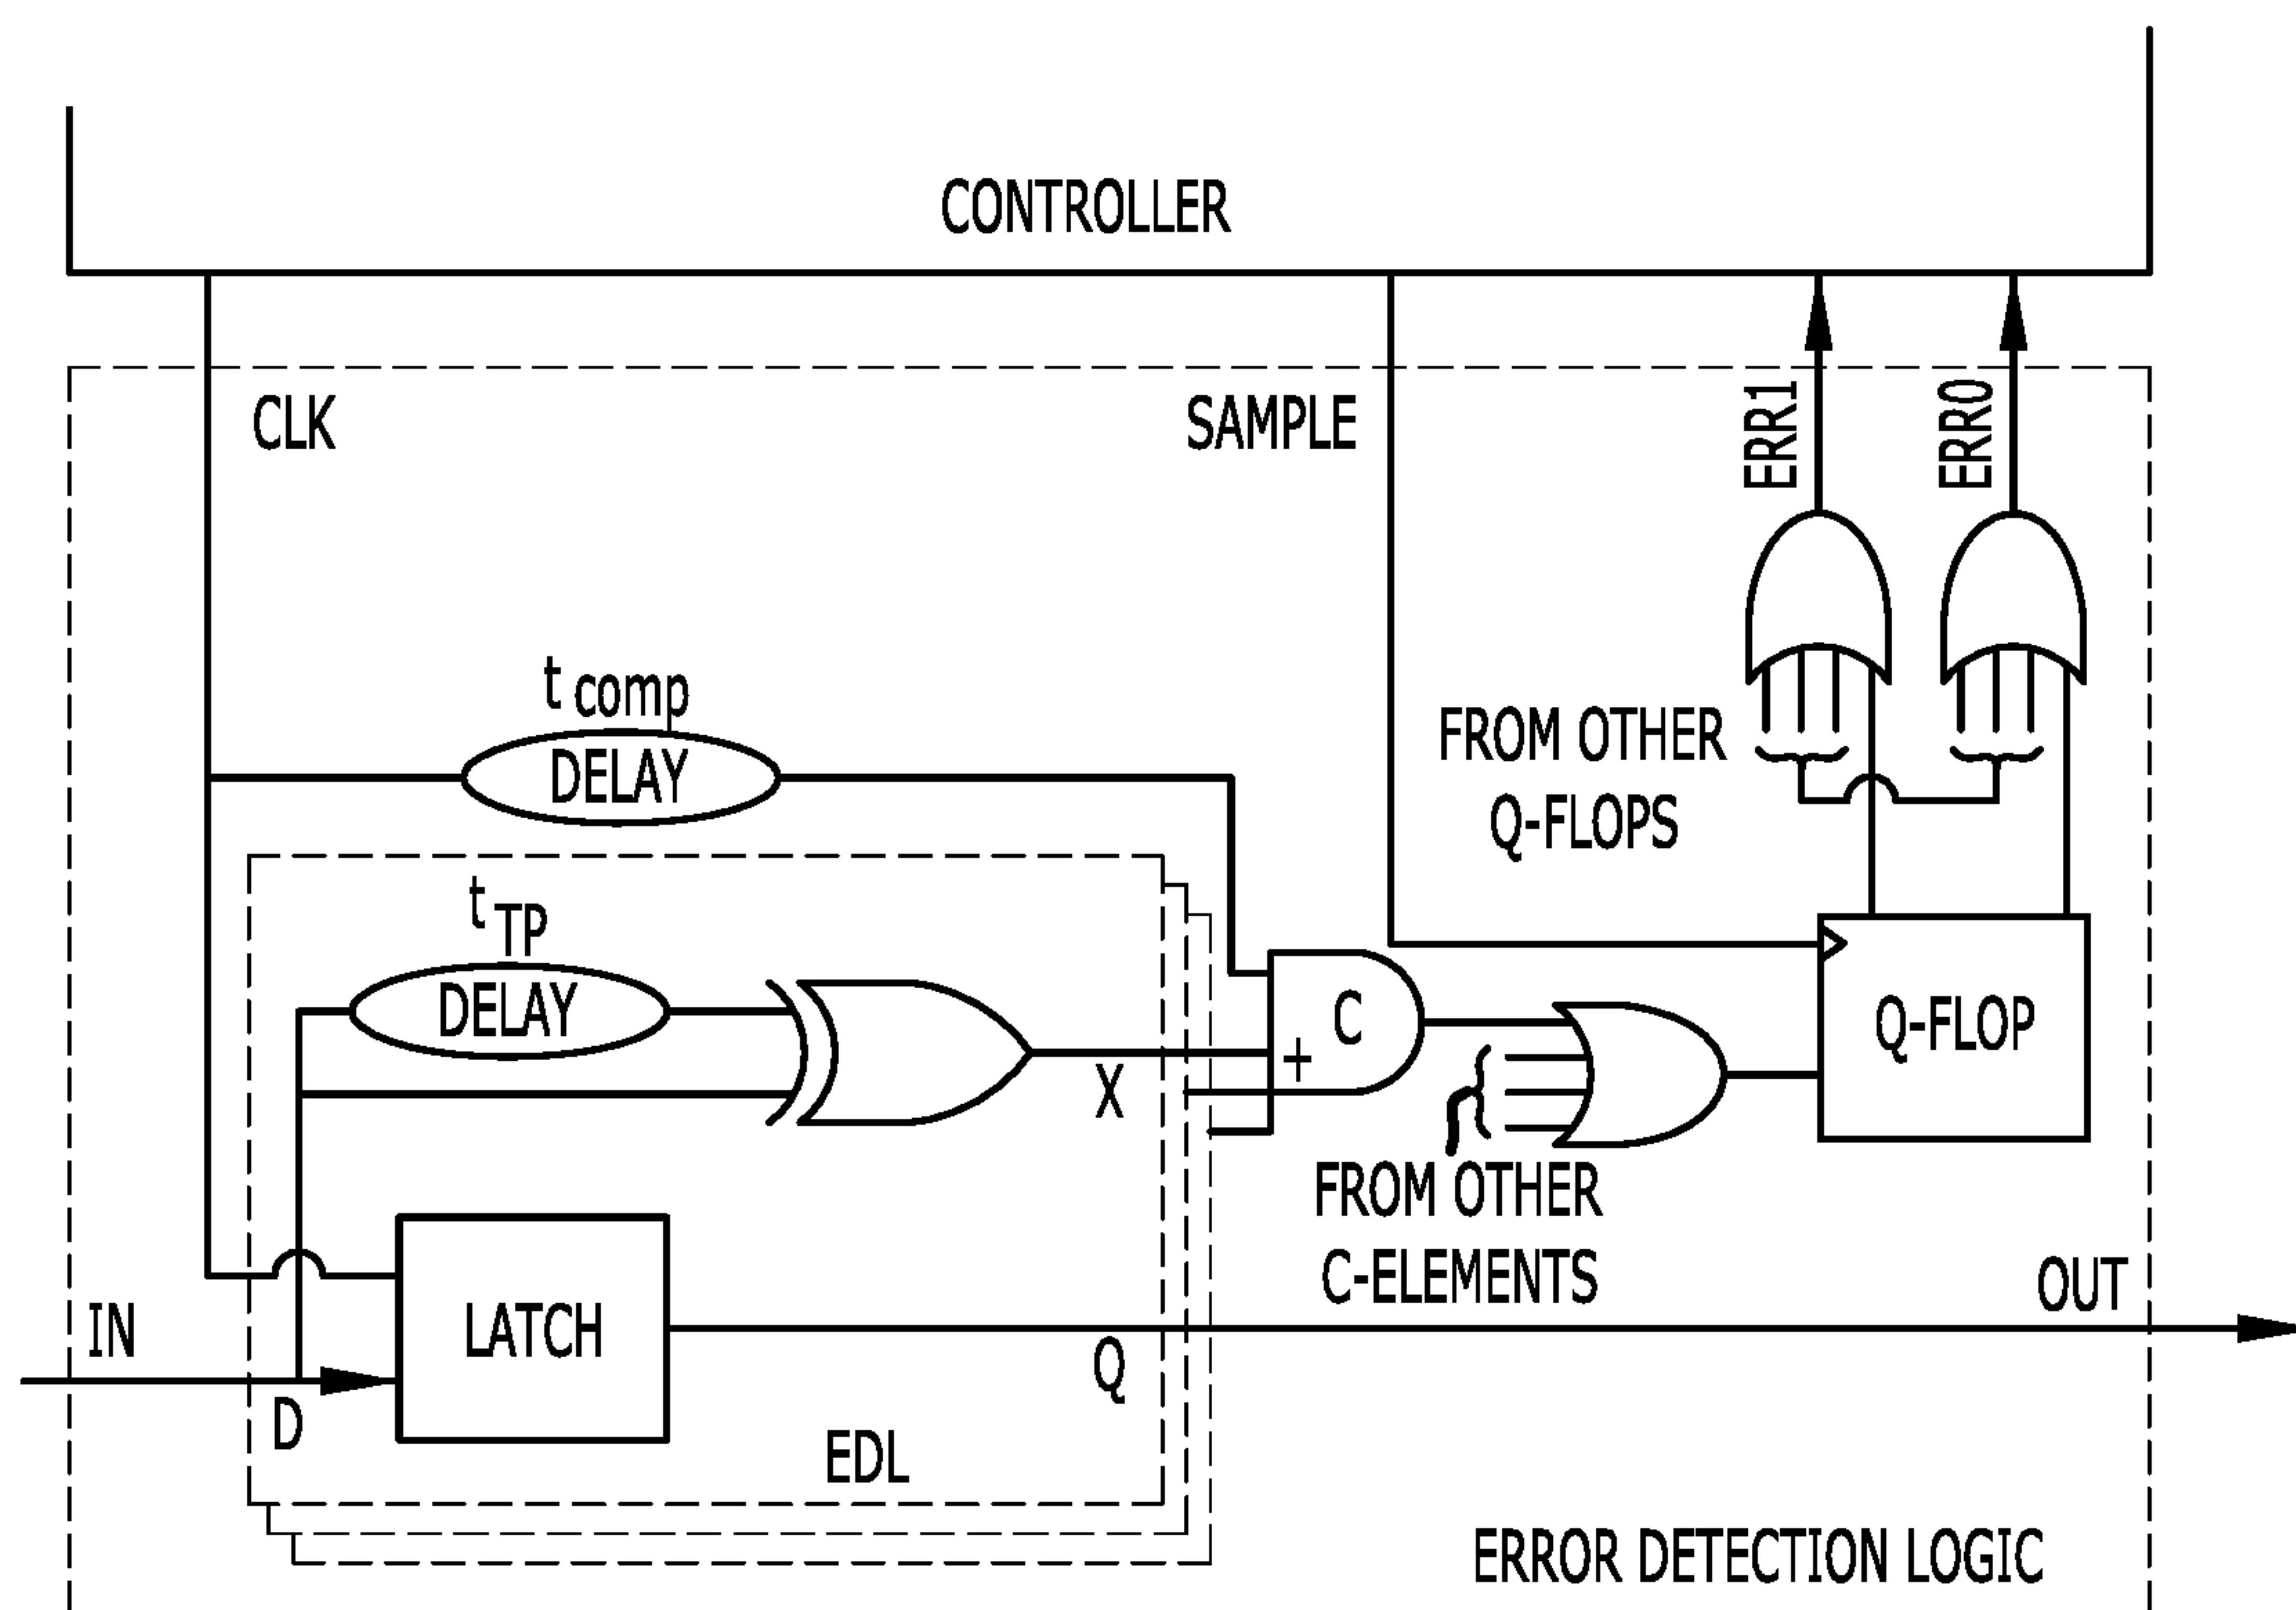 CONTROLLER
CLK
SAMPLE
ERR1
ERR0
t comp
DELAY
FROM OTHER
Q-FLOPS
t TP
DELAY
C
+
Q-FLOP
X
FROM OTHER
C-ELEMENTS
IN
LATCH
OUT
D
Q
EDL
ERROR DETECTION LOGIC